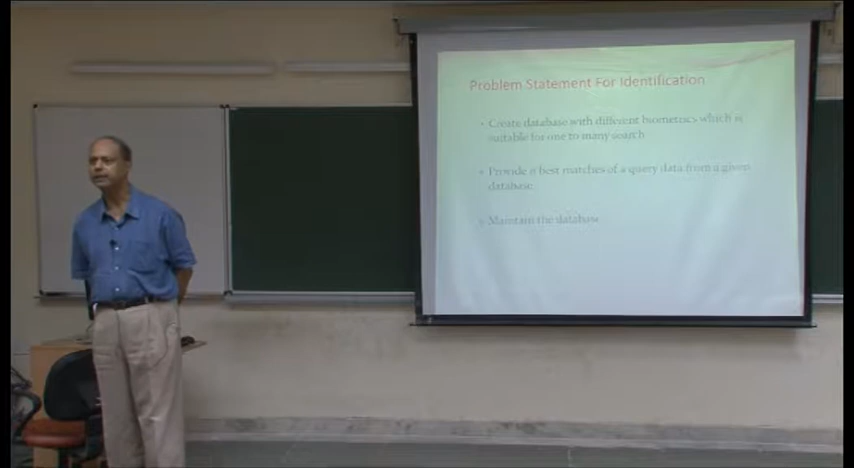 Problem Statement For Identification
• Create database with different biometrics which is
suitable for one to many search
• Provide n best matches of a query data from a given
database
• Maintain the database